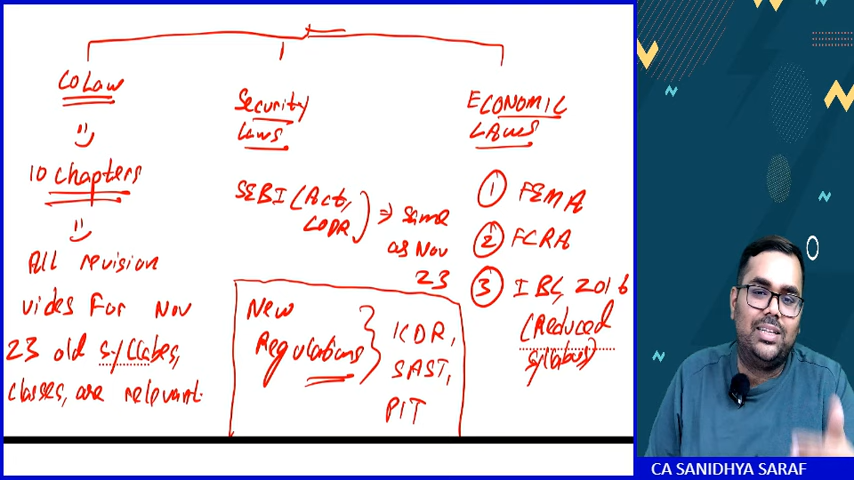 CO Law
10 Chapters
All revision
vides For Nov
23 old syllabes,
classes, are relevant.
Security
Laws
SEBI (Act,
LODR)
⇒ Same
as Nov
23
New
Regulations
ICDR,
SAST,
PIT
ECONOMIC
LAWS
1 FEMA
2 FCRA
3 IBC, 2016
(Reduced
syllabus)
CA SANIDHYA SARAF